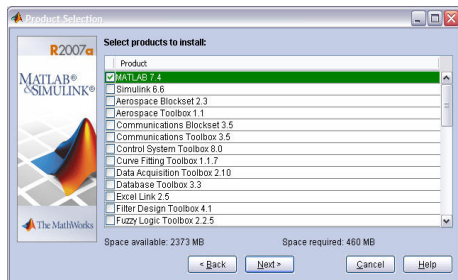 Product Selection
R2007a
MATLAB®
&SIMULINK®
The MathWorks
Select products to install:
Product
MATLAB 7.4
Simulink 6.6
Aerospace Blockset 2.3
Aerospace Toolbox 1.1
Communications Blockset 3.5
Communications Toolbox 3.5
Control System Toolbox 8.0
Curve Fitting Toolbox 1.1.7
Data Acquisition Toolbox 2.10
Database Toolbox 3.3
Excel Link 2.5
Filter Design Toolbox 4.1
Fuzzy Logic Toolbox 2.2.5
Space available: 2373 MB Space required: 460 MB
< Back Next > Cancel Help